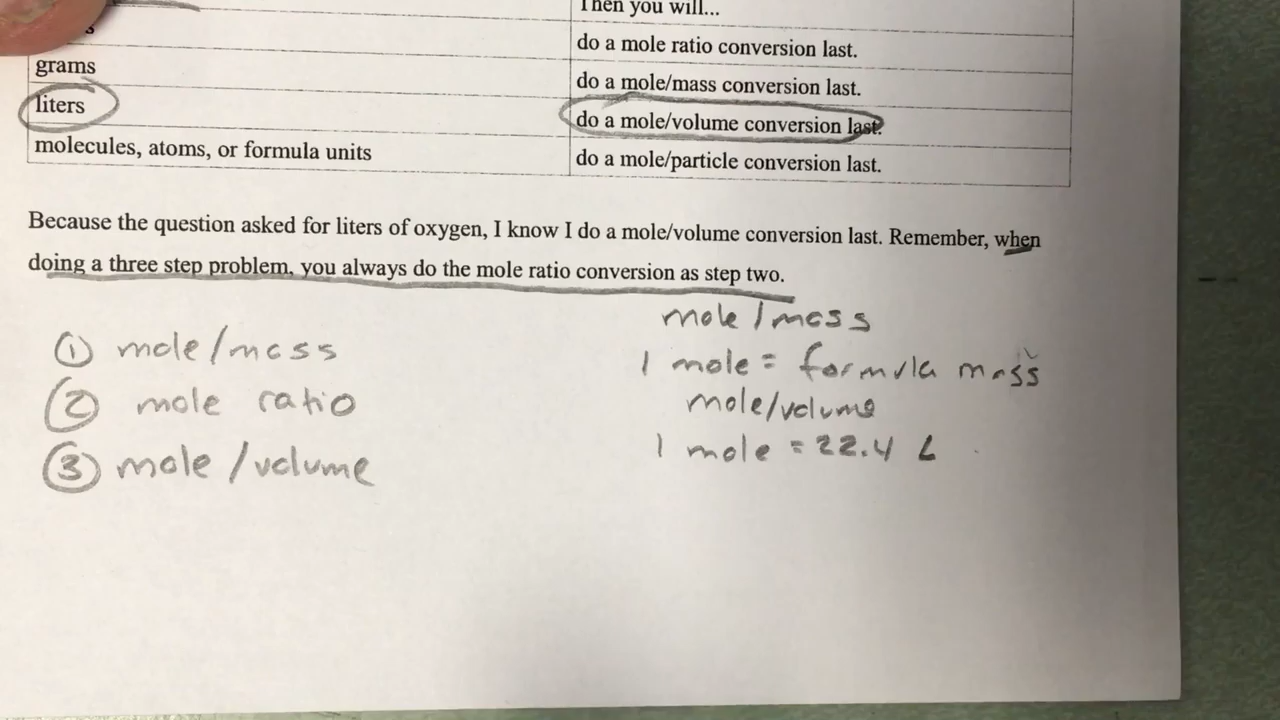 Then you will...
do a mole ratio conversion last.
grams
do a mole/mass conversion last.
liters
do a mole/volume conversion last.
molecules, atoms, or formula units
do a mole/particle conversion last.
Because the question asked for liters of oxygen, I know I do a mole/volume conversion last. Remember, when
doing a three step problem, you always do the mole ratio conversion as step two.
① mole/mass
② mole ratio
③ mole/volume
mole/mass
1 mole = formula mass
mole/volume
1 mole = 22.4 L